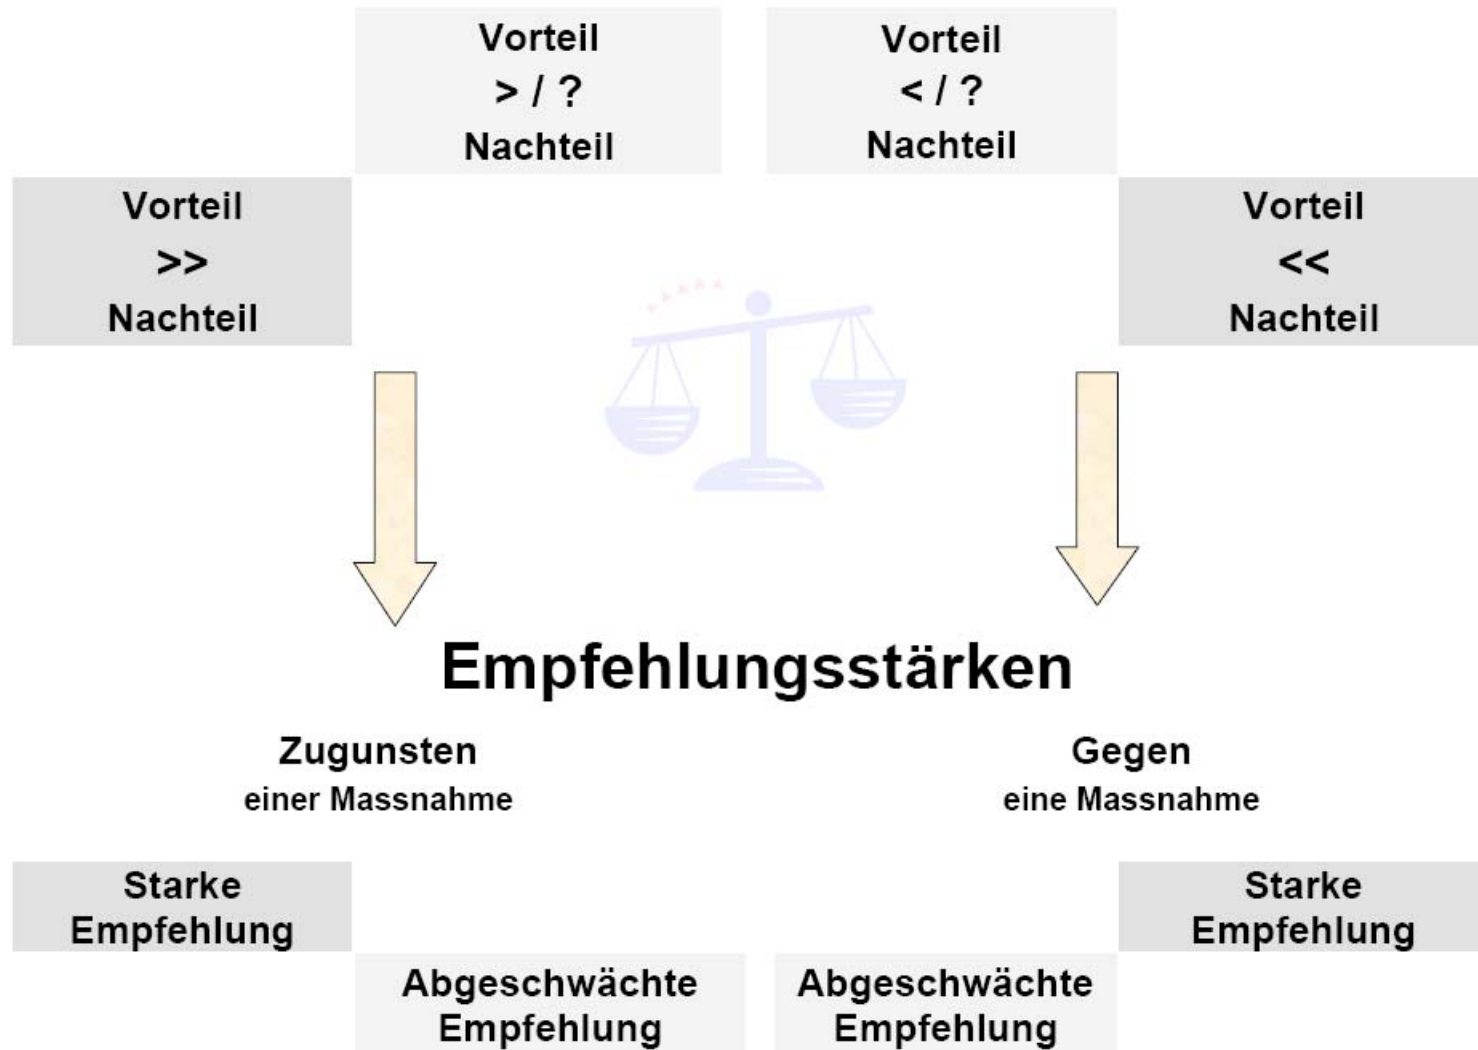 Vorteil
> / ?
Nachteil
Vorteil
< / ?
Nachteil
Vorteil
>>
Nachteil
Vorteil
<<
Nachteil
Empfehlungsstärken
Zugunsten
einer Massnahme
Gegen
eine Massnahme
Starke
Empfehlung
Starke
Empfehlung
Abgeschwächte
Empfehlung
Abgeschwächte
Empfehlung